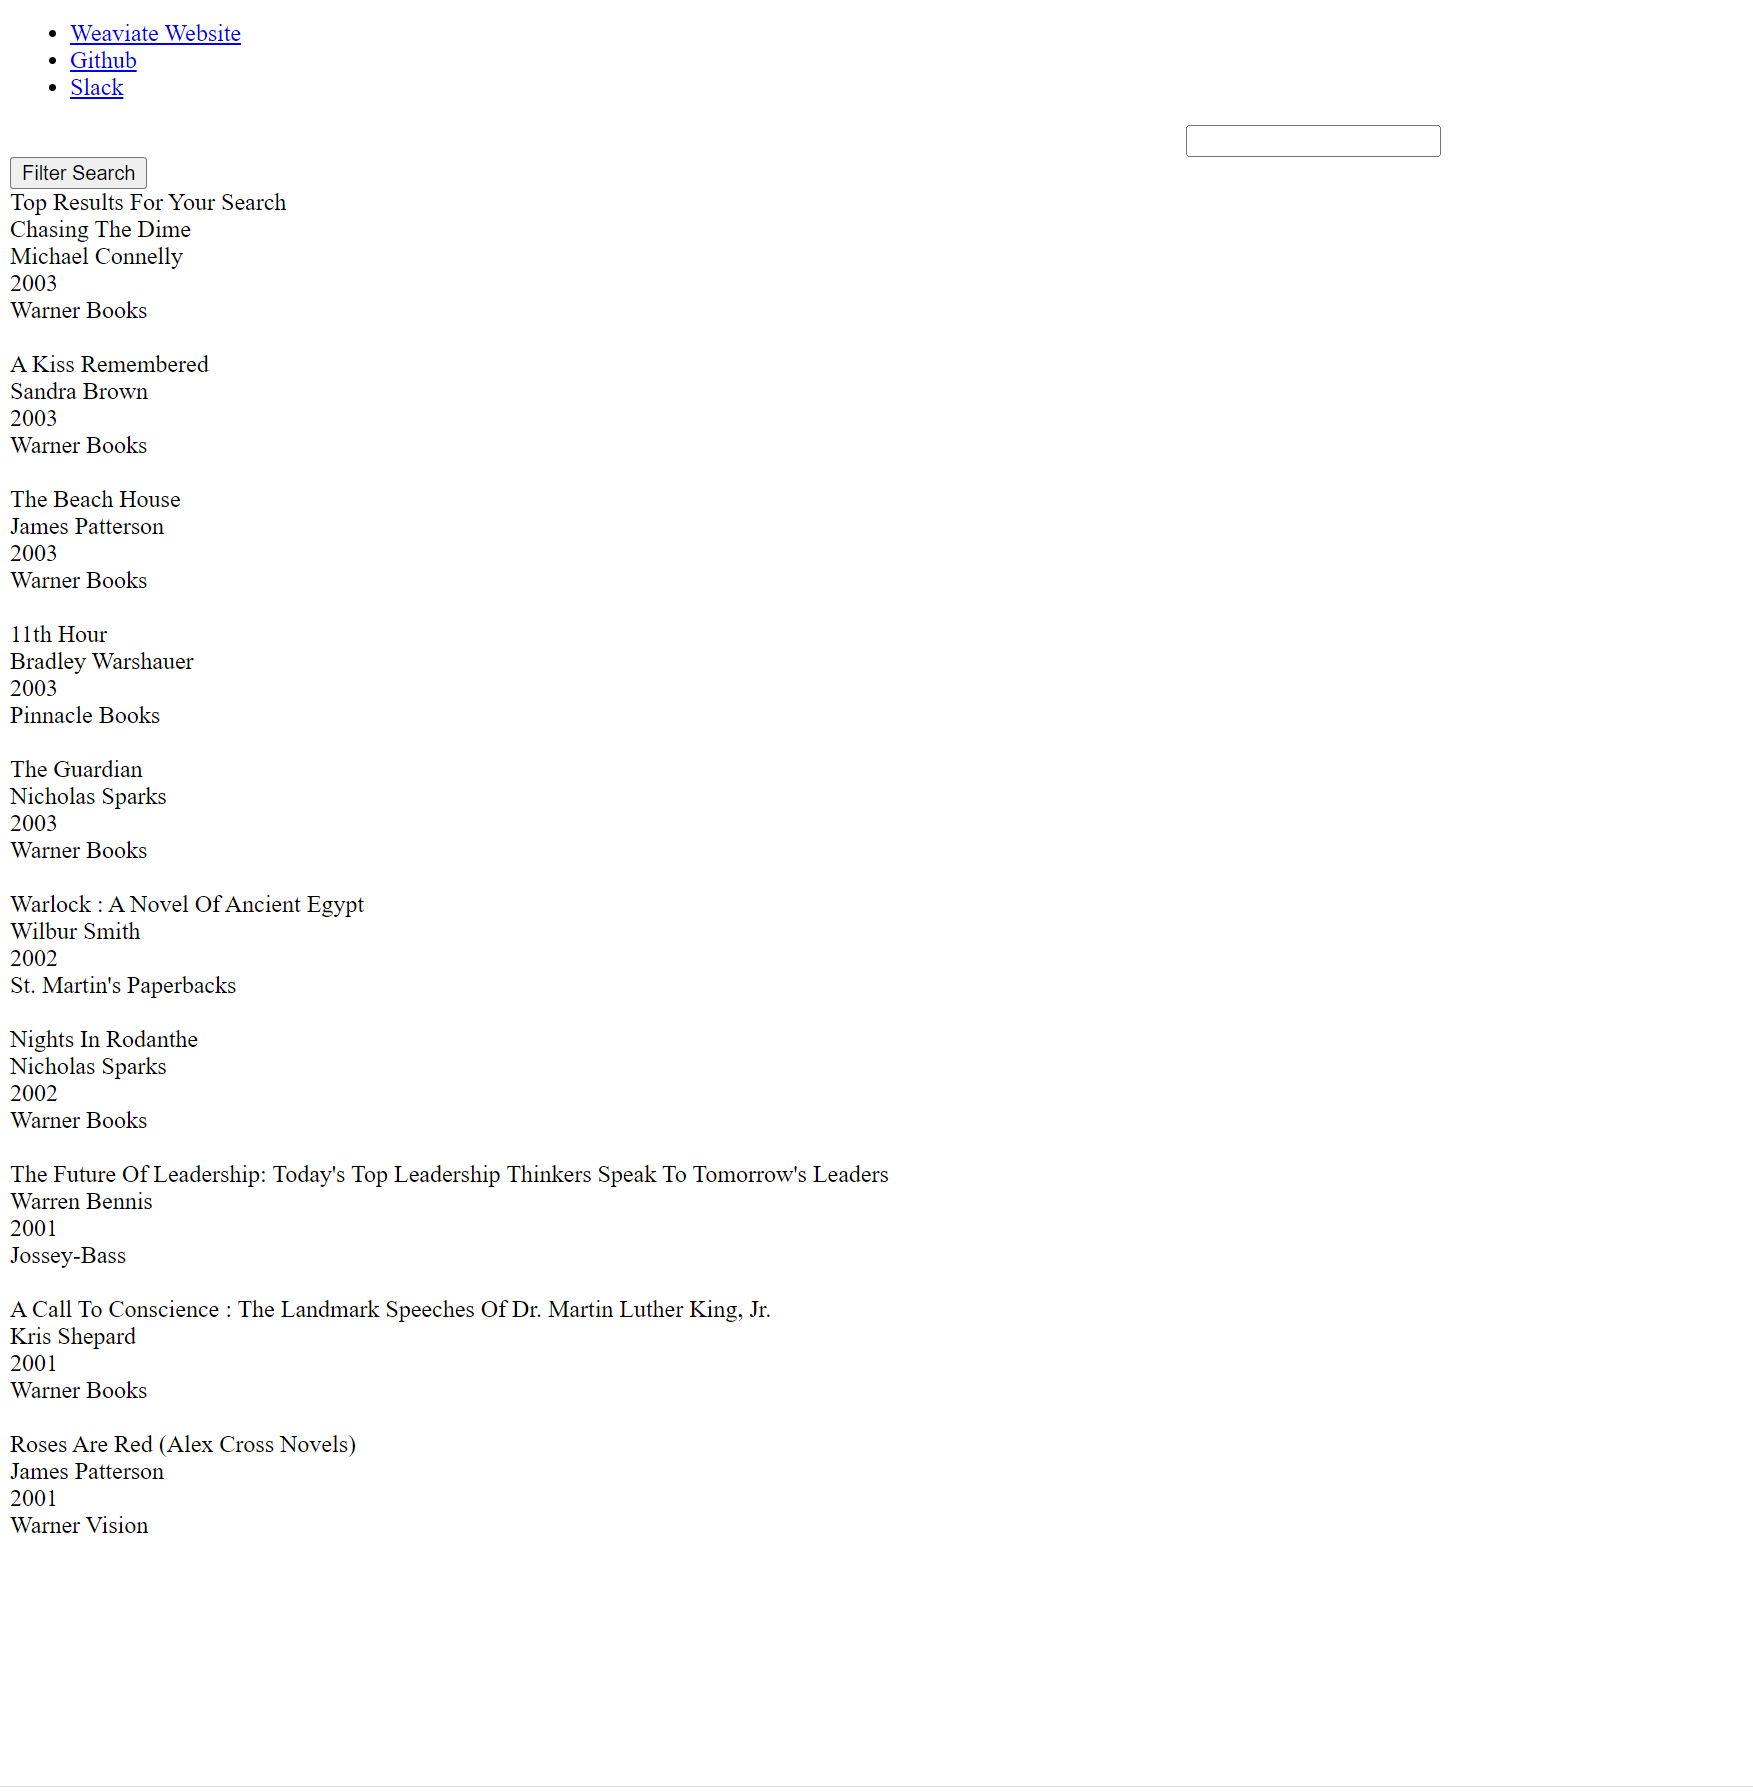 Weaviate Website
Github
Slack
Filter Search
Top Results For Your Search
Chasing The Dime
Michael Connelly
2003
Warner Books
A Kiss Remembered
Sandra Brown
2003
Warner Books
The Beach House
James Patterson
2003
Warner Books
11th Hour
Bradley Warshauer
2003
Pinnacle Books
The Guardian
Nicholas Sparks
2003
Warner Books
Warlock : A Novel Of Ancient Egypt
Wilbur Smith
2002
St. Martin's Paperbacks
Nights In Rodanthe
Nicholas Sparks
2002
Warner Books
The Future Of Leadership: Today's Top Leadership Thinkers Speak To Tomorrow's Leaders
Warren Bennis
2001
Jossey-Bass
A Call To Conscience : The Landmark Speeches Of Dr. Martin Luther King, Jr.
Kris Shepard
2001
Warner Books
Roses Are Red (Alex Cross Novels)
James Patterson
2001
Warner Vision